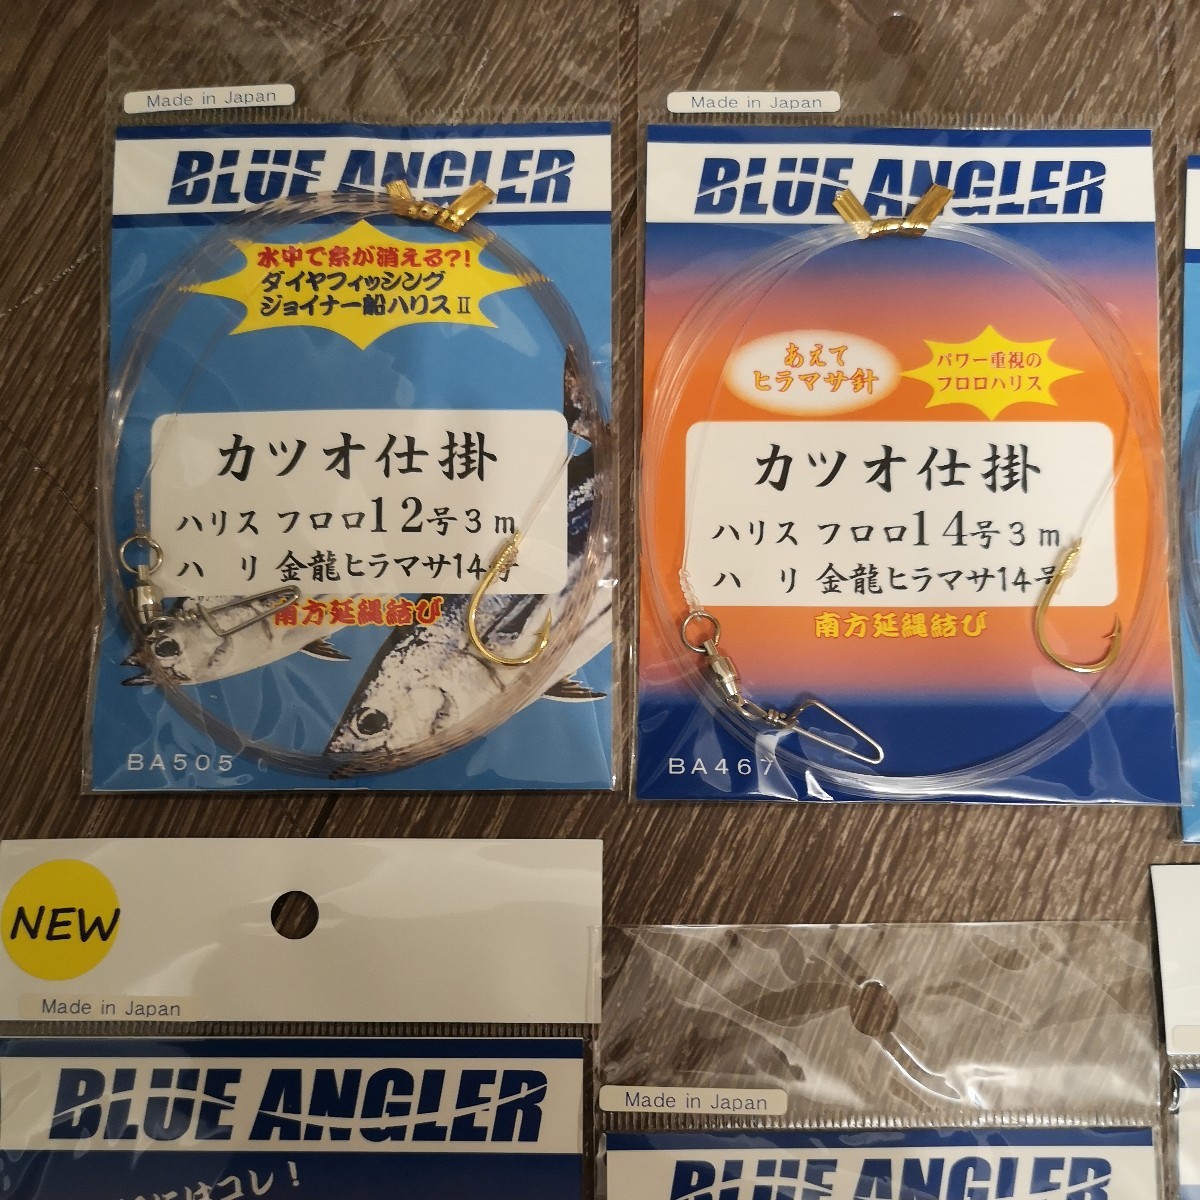 Made in Japan
BLUE ANGLER
水中で糸が消える?!
ダイヤフィッシング
ジョイナー船ハリスⅡ
カツオ仕掛
ハリス フロロ12号3m
ハ リ 金龍ヒラマサ14号
南方延縄結び
BA505
Made in Japan
BLUE ANGLER
あえて
ヒラマサ針
パワー重視の
フロロハリス
カツオ仕掛
ハリス フロロ14号3m
ハ リ 金龍ヒラマサ14号
南方延縄結び
BA467
NEW
Made in Japan
BLUE ANGLER
はコレ!
Made in Japan
BLUE ANGLER